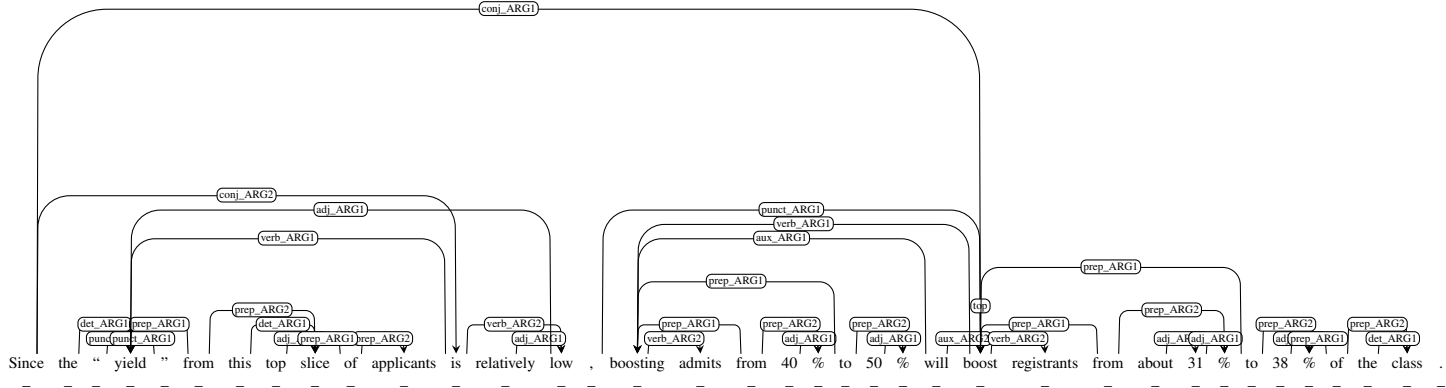 conj_ARG1
conj_ARG2
adj_ARG1 punct_ARG1
verb_ARG1 verb_ARG1
aux_ARG1
prep_ARG1
prep_ARG1
prep_ARG2 top prep_ARG2
det_ARG1 prep_ARG1 det_ARG1 verb_ARG2 prep_ARG1 prep_ARG2 prep_ARG2 prep_ARG1 prep_ARG2 prep_ARG2
punct_ARG1 prep_ARG1 prep_ARG2 adj_ARG1 verb_ARG2 adj_ARG1 adj_ARG1 aux_ARG2 verb_ARG2 adj_ARG1 prep_ARG1 det_ARG1
Since the “ yield ” from this top slice of applicants is relatively low , boosting admits from 40 % to 50 % will boost registrants from about 31 % to 38 % of the class .